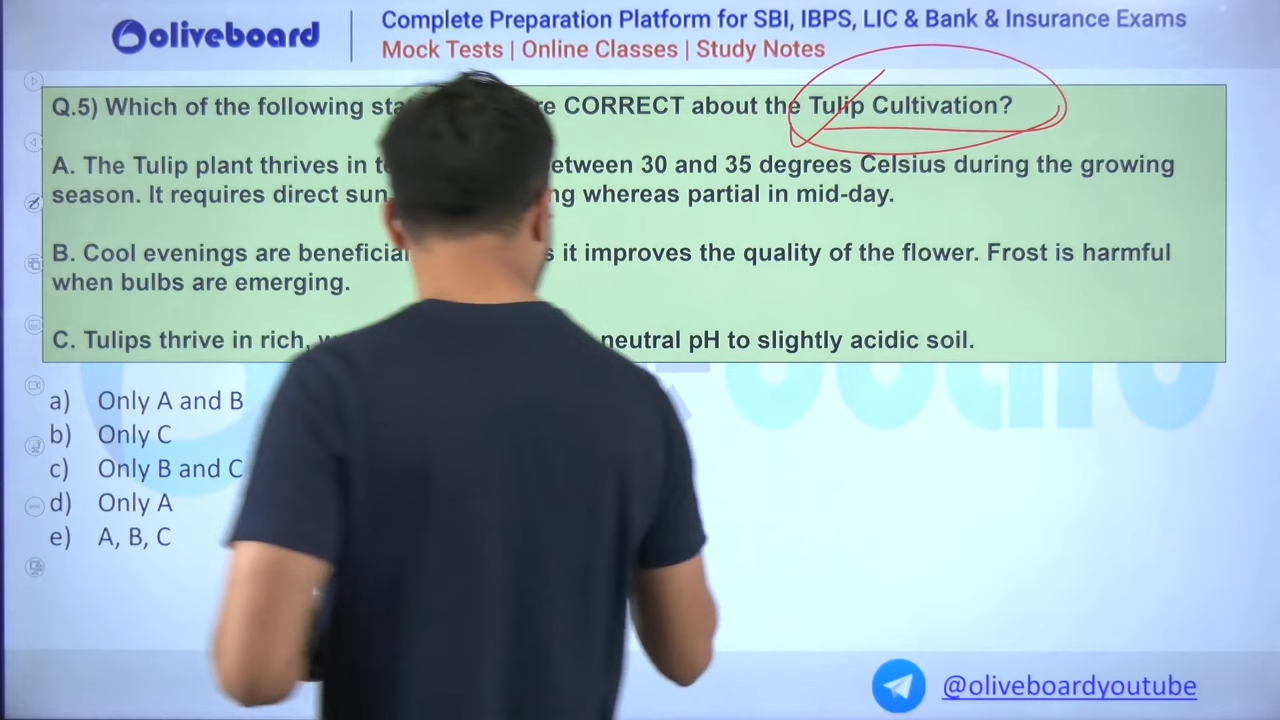 oliveboard
Complete Preparation Platform for SBI, IBPS, LIC & Bank & Insurance Exams
Mock Tests | Online Classes | Study Notes
Q.5) Which of the following re CORRECT about the Tulip Cultivation?
A. The Tulip plant thrives in etween 30 and 35 degrees Celsius during the growing
season. It requires direct sun ng whereas partial in mid-day.
B. Cool evenings are beneficial s it improves the quality of the flower. Frost is harmful
when bulbs are emerging.
C. Tulips thrive in rich, neutral pH to slightly acidic soil.
a) Only A and B
b) Only C
c) Only B and C
d) Only A
e) A, B, C
@oliveboardyoutube